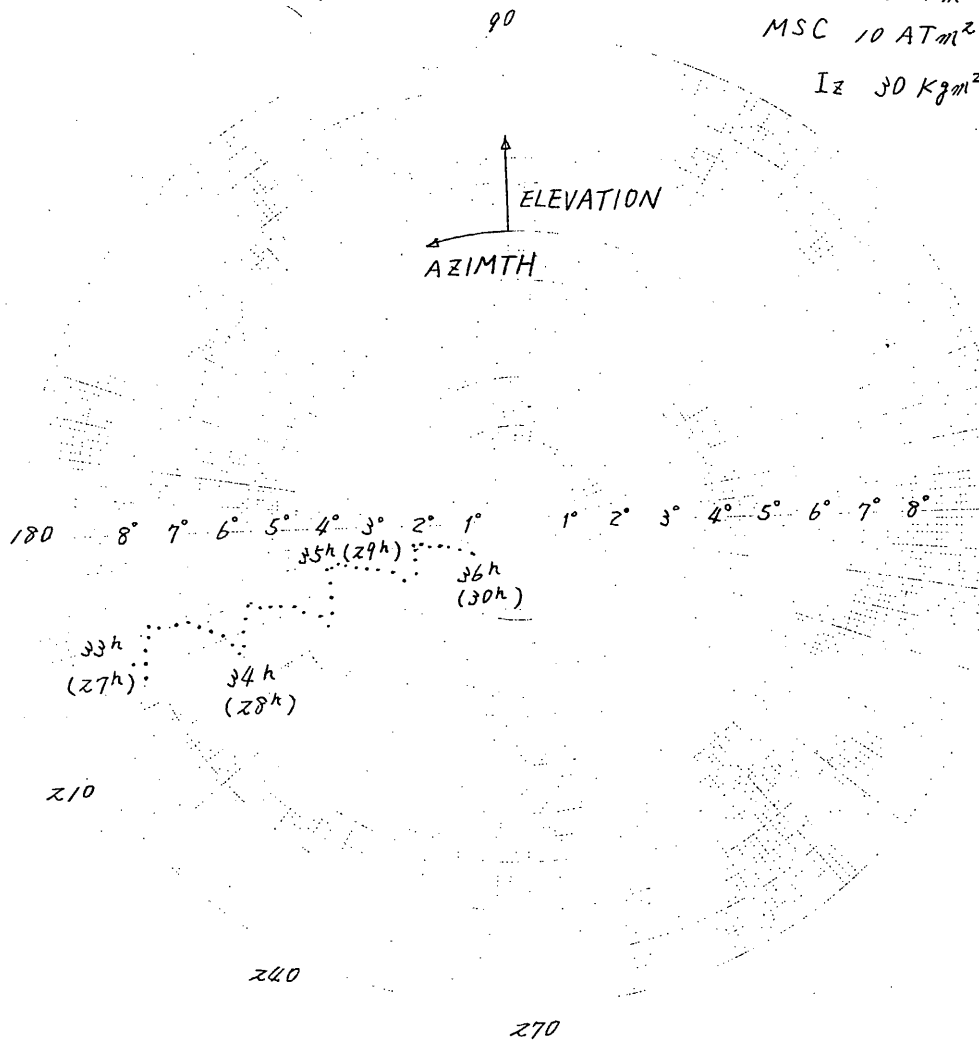 90
MSC 10 ATm²
Iz 30 Kgm²
ELEVATION
AZIMTH
180 8° 7° 6° 5° 4° 3° 2° 1° 1° 2° 3° 4° 5° 6° 7° 8°
35h (29h)
36h
(30h)
33h
(27h)
34h
(28h)
210
240
270